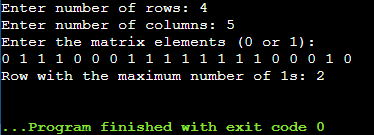 Enter number of rows: 4
Enter number of columns: 5
Enter the matrix elements (0 or 1):
0 1 1 1 0 0 0 1 1 1 1 1 1 1 1 0 0 0 1 0
Row with the maximum number of 1s: 2
...Program finished with exit code 0